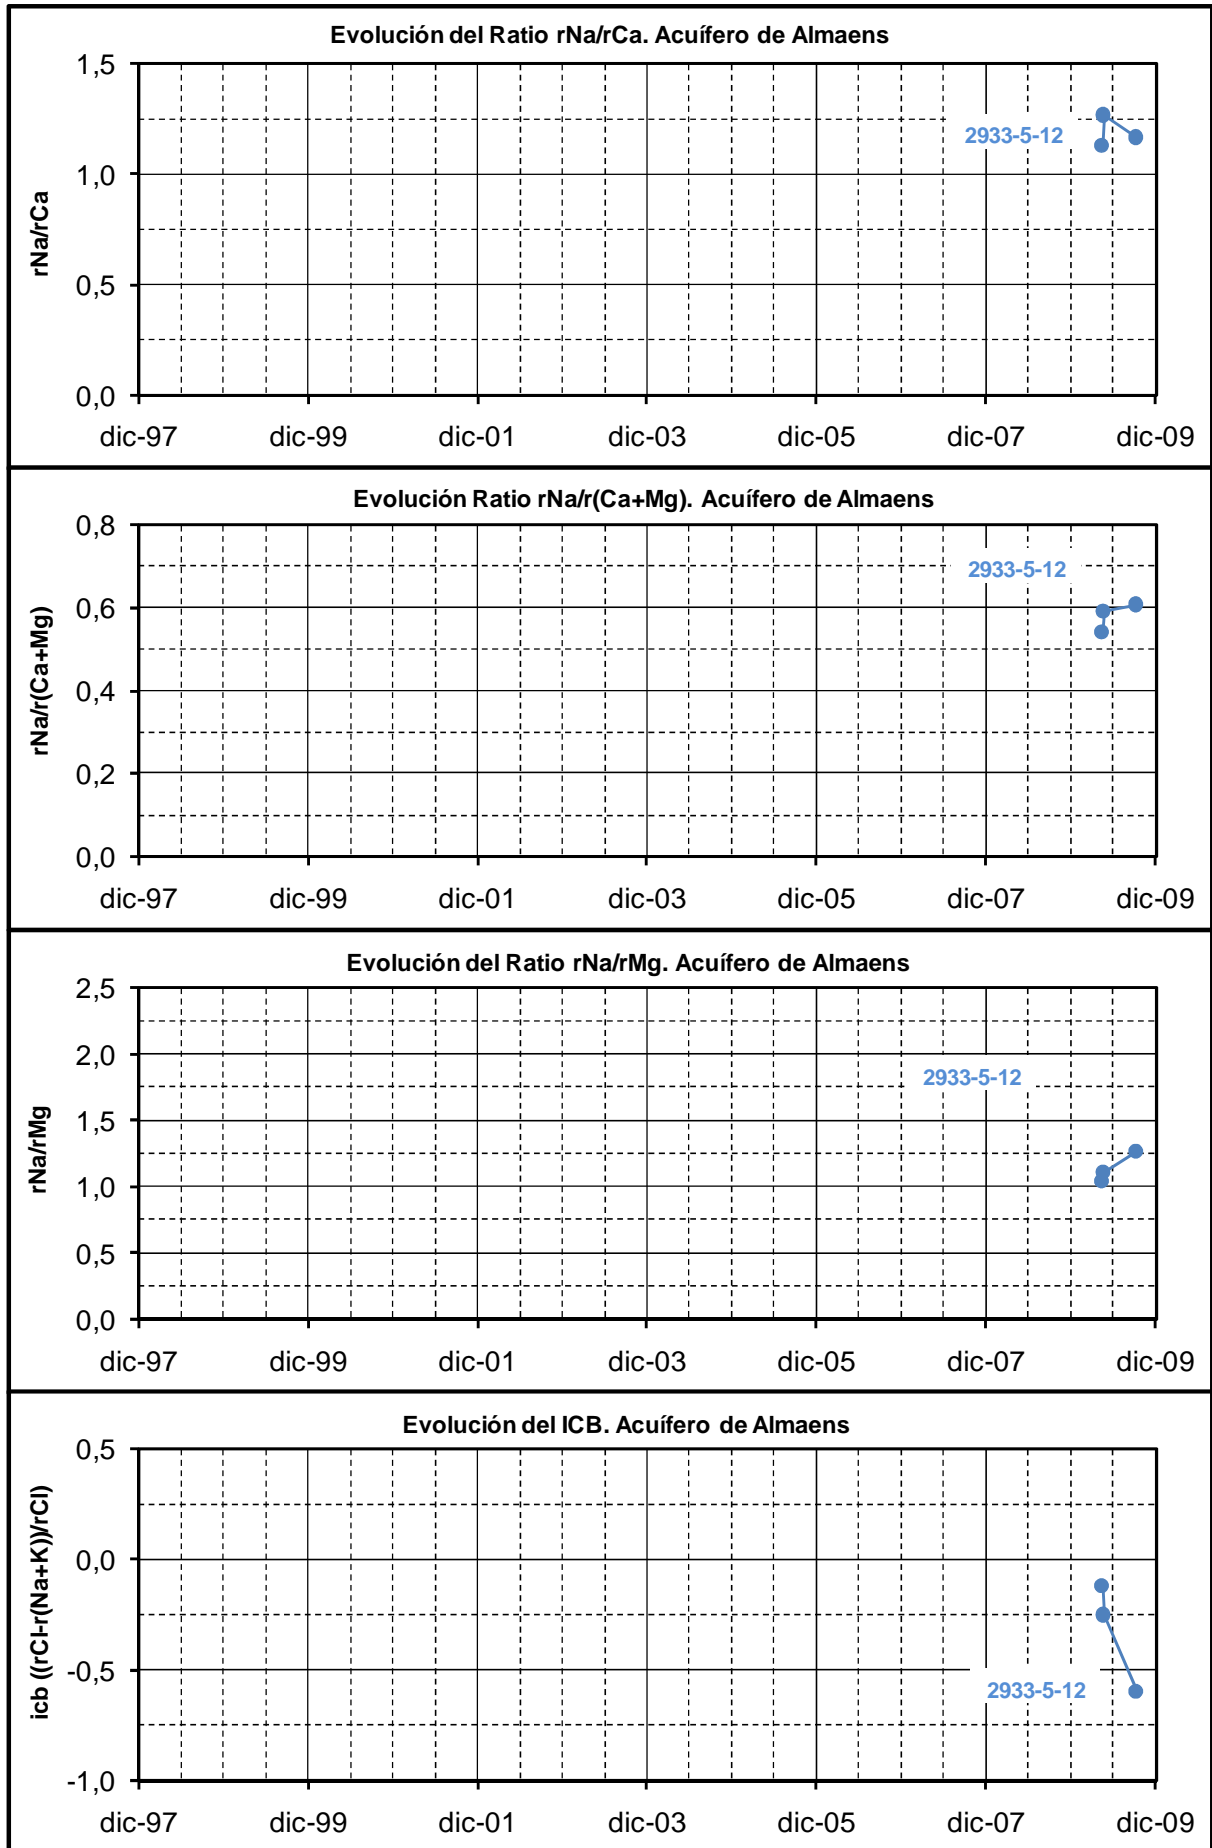 Evolución del Ratio rNa/rCa. Acuífero de Almaens
1,5
1,0
0,5
0,0
rNa/rCa
2933-5-12
dic-97 dic-99 dic-01 dic-03 dic-05 dic-07 dic-09
Evolución Ratio rNa/r(Ca+Mg). Acuífero de Almaens
0,8
0,6
0,4
0,2
0,0
rNa/r(Ca+Mg)
2933-5-12
dic-97 dic-99 dic-01 dic-03 dic-05 dic-07 dic-09
Evolución del Ratio rNa/rMg. Acuífero de Almaens
2,5
2,0
1,5
1,0
0,5
0,0
rNa/rMg
2933-5-12
dic-97 dic-99 dic-01 dic-03 dic-05 dic-07 dic-09
Evolución del ICB. Acuífero de Almaens
0,5
0,0
-0,5
-1,0
icb ((rCl-r(Na+K))/rCl)
2933-5-12
dic-97 dic-99 dic-01 dic-03 dic-05 dic-07 dic-09